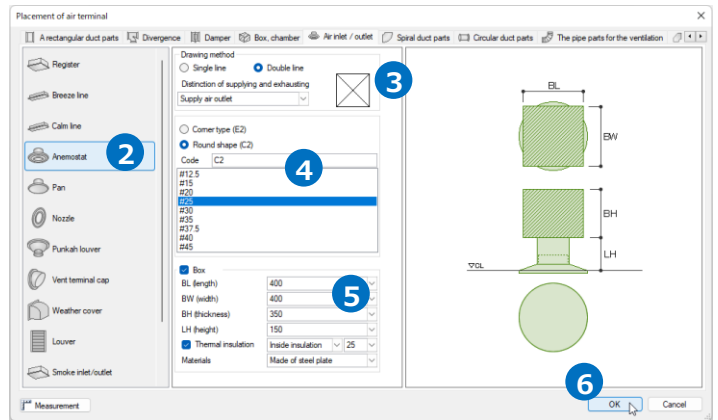 Placement of air terminal
A rectangular duct parts Divergence Damper Box, chamber Air inlet / outlet Spiral duct parts Circular duct parts The pipe parts for the ventilation
Register
Breeze line
Calm line
Anemostat
Pan
Nozzle
Punkah louver
Vent terminal cap
Weather cover
Louver
Smoke inlet/outlet
2
Drawing method
Single line Double line
Distinction of supplying and exhausting
Supply air outlet
3
Corner type (E2)
Round shape (C2)
Code C2
4
#12.5
#15
#20
#25
#30
#35
#37.5
#40
#45
Box
BL (length) 400
BW (width) 400
BH (thickness) 350
LH (height) 150
Thermal insulation Inside insulation 25
Materials Made of steel plate
5
BL
BW
BH
LH
▽CL
6
Measurement
OK Cancel